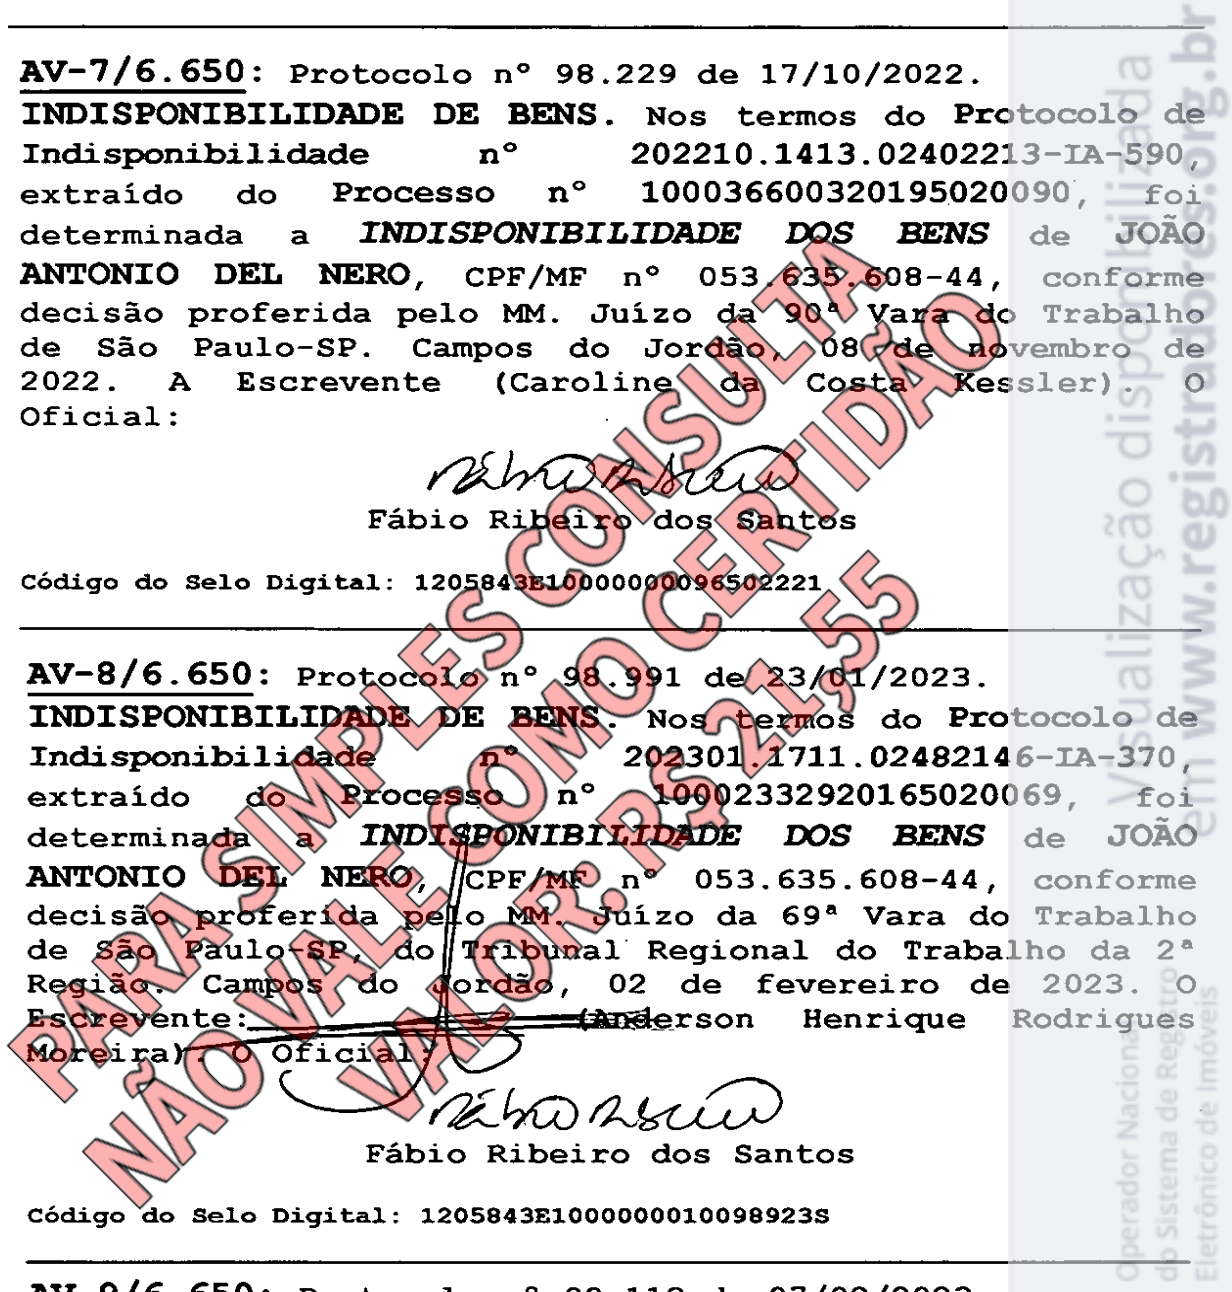 AV-7/6.650: Protocolo nº 98.229 de 17/10/2022.
INDISPONIBILIDADE DE BENS. Nos termos do Protocolo de
Indisponibilidade nº 202210.1413.02402213-IA-590,
extraído do Processo nº 10003660032019502​0090, foi
determinada a INDISPONIBILIDADE DOS BENS de JOÃO
ANTONIO DEL NERO, CPF/MF nº 053.635.608-44, conforme
decisão proferida pelo MM. Juízo da 90ª Vara do Trabalho
de São Paulo-SP. Campos do Jordão, 08 de novembro de
2022. A Escrevente (Caroline da Costa Kessler). O
Oficial:
Fábio Ribeiro dos Santos
Código do Selo Digital: 1205843E10000000096502221
AV-8/6.650: Protocolo nº 98.991 de 23/01/2023.
INDISPONIBILIDADE DE BENS. Nos termos do Protocolo de
Indisponibilidade nº 202301.1711.02482146-IA-370,
extraído do Processo nº 10002332920165020069, foi
determinada a INDISPONIBILIDADE DOS BENS de JOÃO
ANTONIO DEL NERO, CPF/MF nº 053.635.608-44, conforme
decisão proferida pelo MM. Juízo da 69ª Vara do Trabalho
de São Paulo-SP, do Tribunal Regional do Trabalho da 2ª
Região. Campos do Jordão, 02 de fevereiro de 2023. O
Escrevente: (Anderson Henrique Rodrigues
Moreira). O Oficial:
Fábio Ribeiro dos Santos
Código do Selo Digital: 1205843E1000000010098923S
PARA SIMPLES CONSULTA
NÃO VALE COMO CERTIDÃO
VALOR: R$ 21,55
Visualização disponibilizada
em www.registradores.org.br
Operador Nacional
do Sistema de Registro
Eletrônico de Imóveis